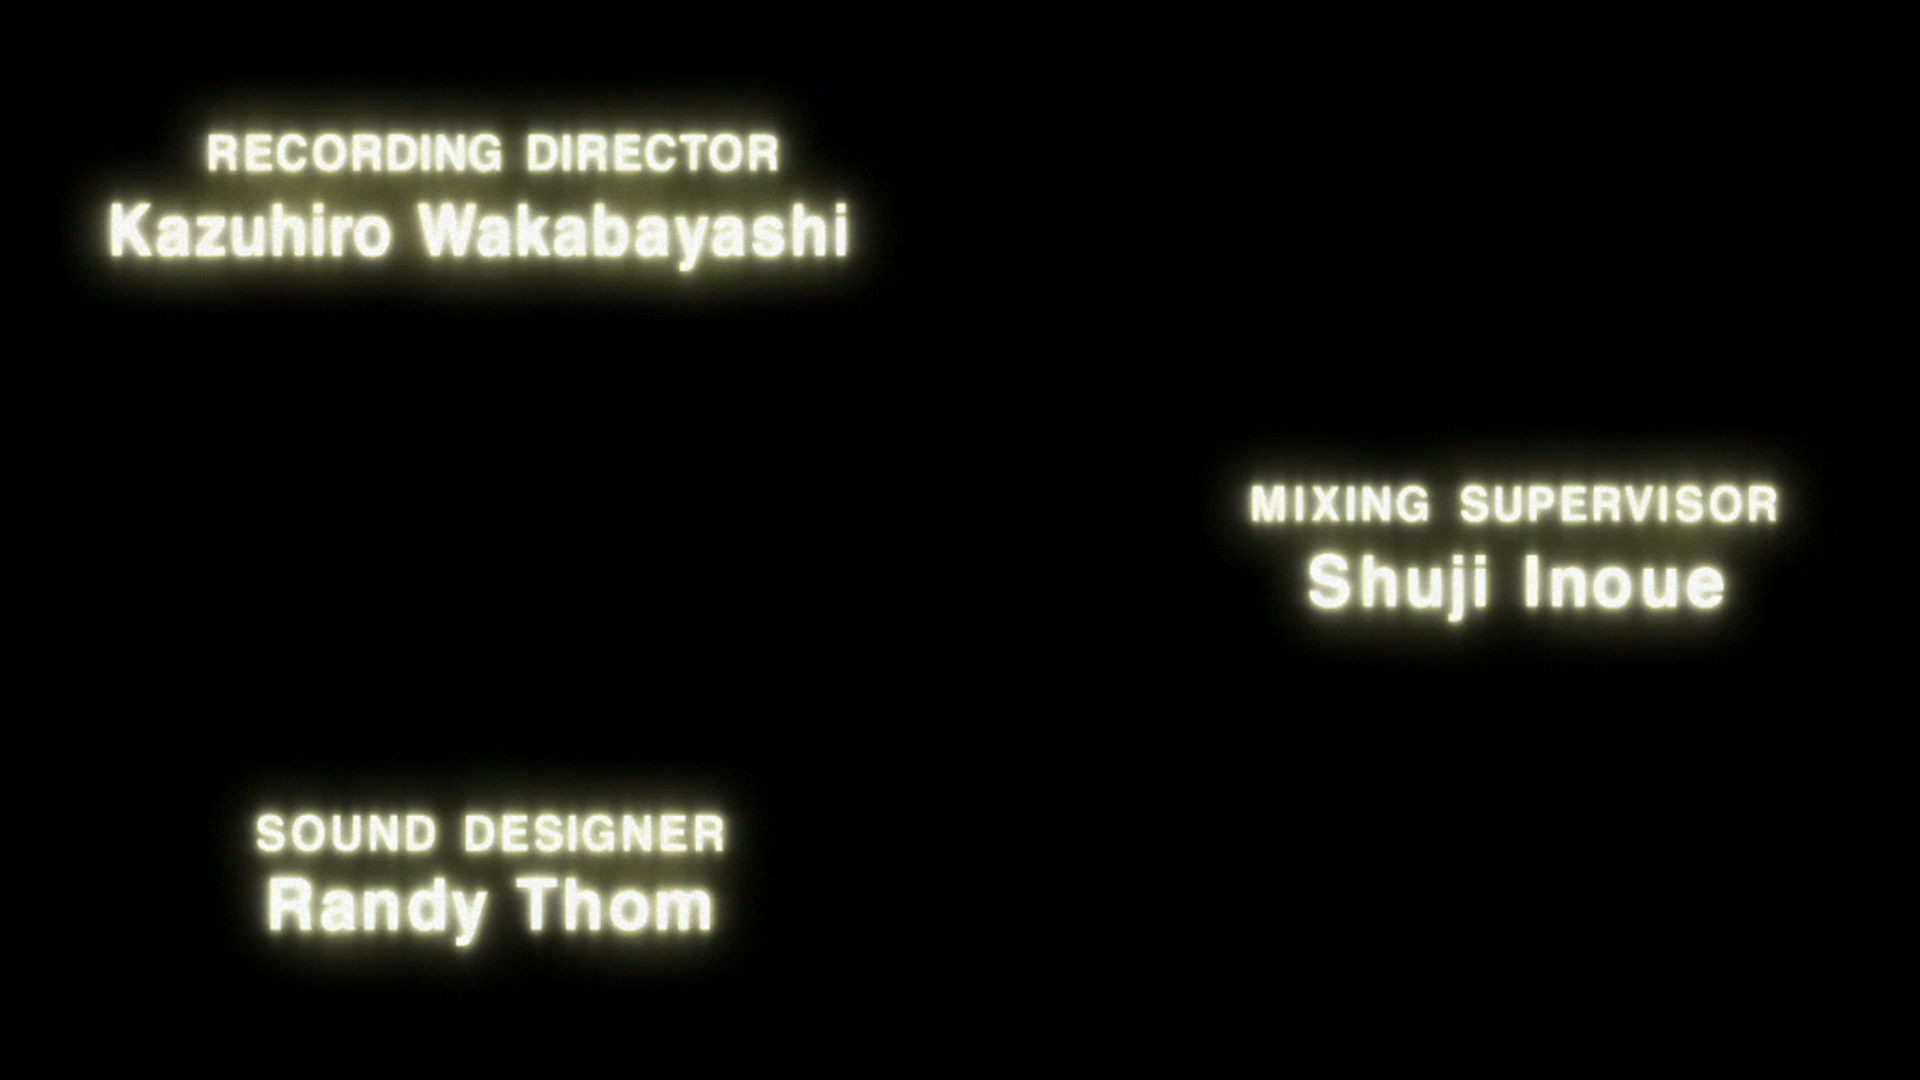 RECORDING DIRECTOR
Kazuhiro Wakabayashi
MIXING SUPERVISOR
Shuji Inoue
SOUND DESIGNER
Randy Thom